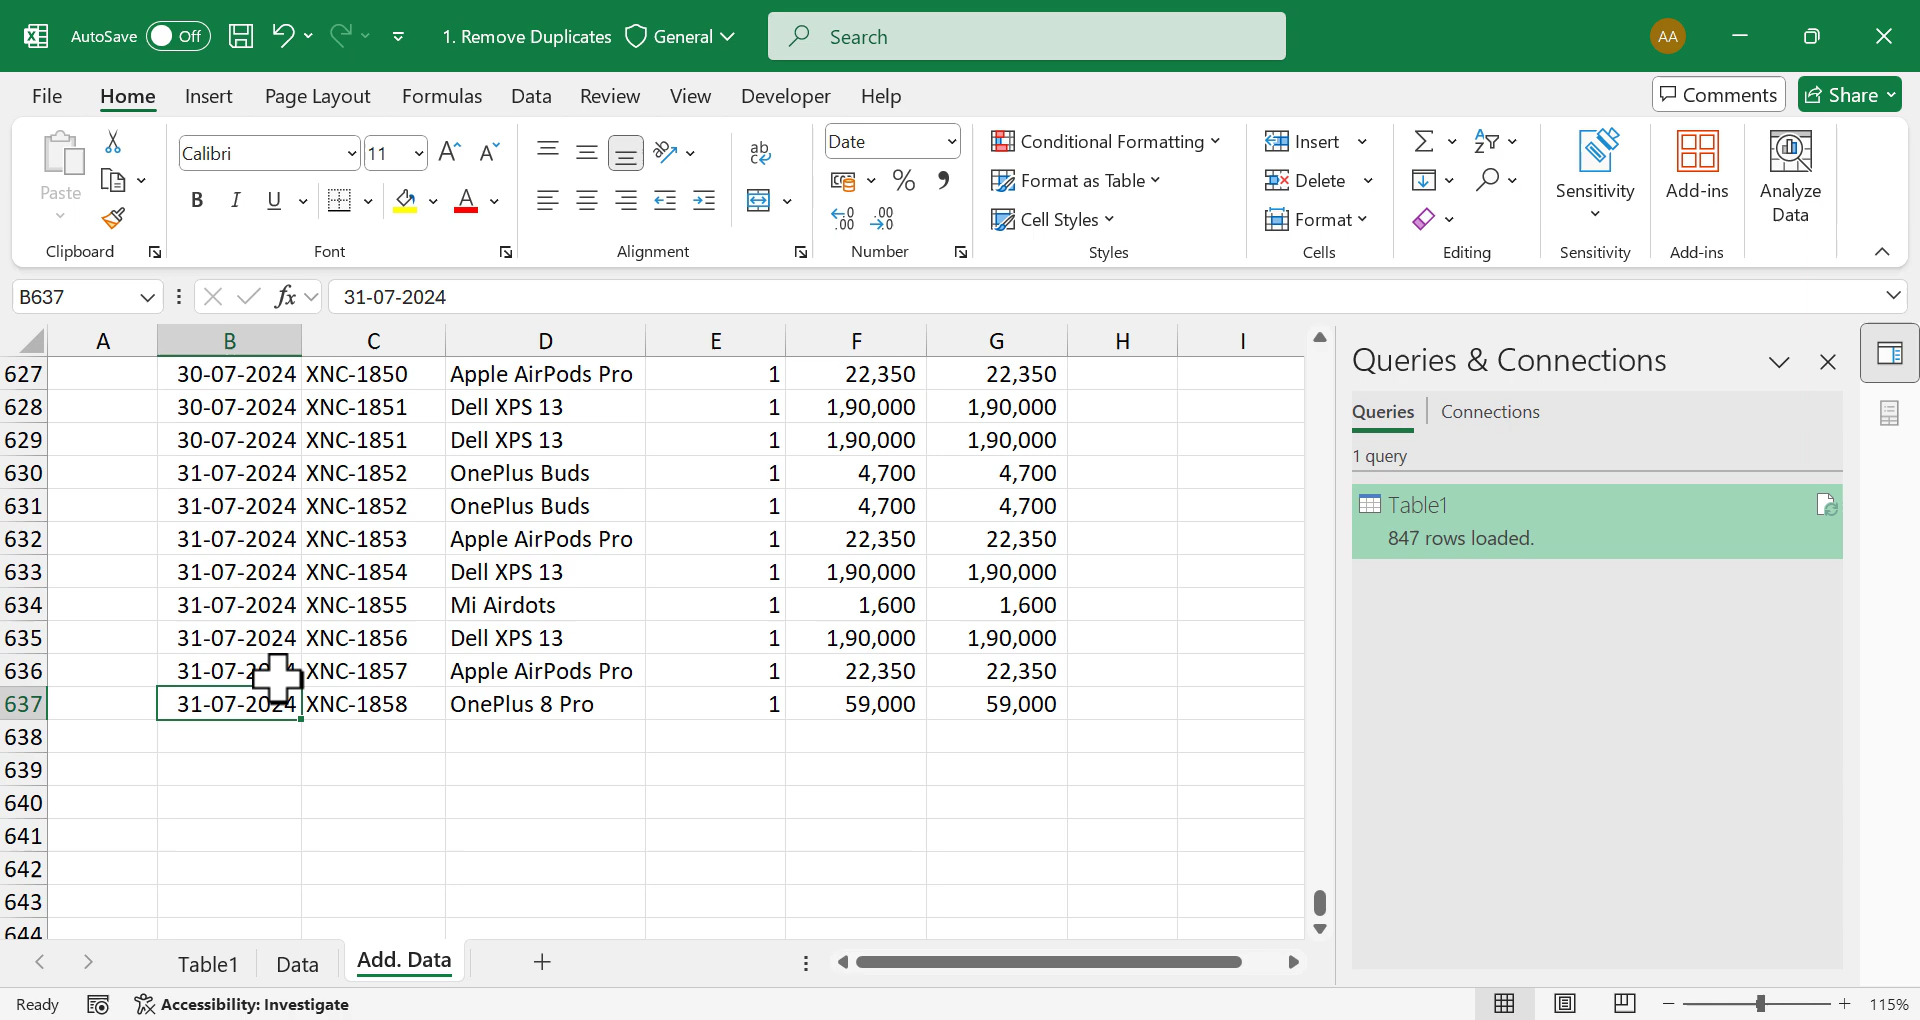 AutoSave Off 1. Remove Duplicates General Search AA
File Home Insert Page Layout Formulas Data Review View Developer Help Comments Share
Paste Calibri 11 A A ab Date Conditional Formatting Insert Sensitivity Add-ins Analyze Data
B I U A % Format as Table Delete
Cell Styles Format
Clipboard Font Alignment Number Styles Cells Editing Sensitivity Add-ins
B637 fx 31-07-2024
A B C D E F G H I
627 30-07-2024 XNC-1850 Apple AirPods Pro 1 22,350 22,350
628 30-07-2024 XNC-1851 Dell XPS 13 1 1,90,000 1,90,000
629 30-07-2024 XNC-1851 Dell XPS 13 1 1,90,000 1,90,000
630 31-07-2024 XNC-1852 OnePlus Buds 1 4,700 4,700
631 31-07-2024 XNC-1852 OnePlus Buds 1 4,700 4,700
632 31-07-2024 XNC-1853 Apple AirPods Pro 1 22,350 22,350
633 31-07-2024 XNC-1854 Dell XPS 13 1 1,90,000 1,90,000
634 31-07-2024 XNC-1855 Mi Airdots 1 1,600 1,600
635 31-07-2024 XNC-1856 Dell XPS 13 1 1,90,000 1,90,000
636 31-07-2024 XNC-1857 Apple AirPods Pro 1 22,350 22,350
637 31-07-2024 XNC-1858 OnePlus 8 Pro 1 59,000 59,000
638
639
640
641
642
643
644
Queries & Connections
Queries Connections
1 query
Table1
847 rows loaded.
Table1 Data Add. Data
Ready Accessibility: Investigate 115%